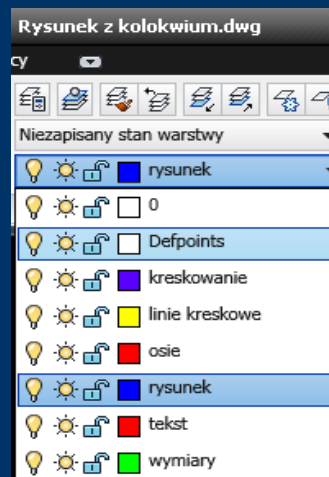 Rysunek z kolokwium.dwg
cy
Niezapisany stan warstwy
rysunek
0
Defpoints
kreskowanie
linie kreskowe
osie
rysunek
tekst
wymiary